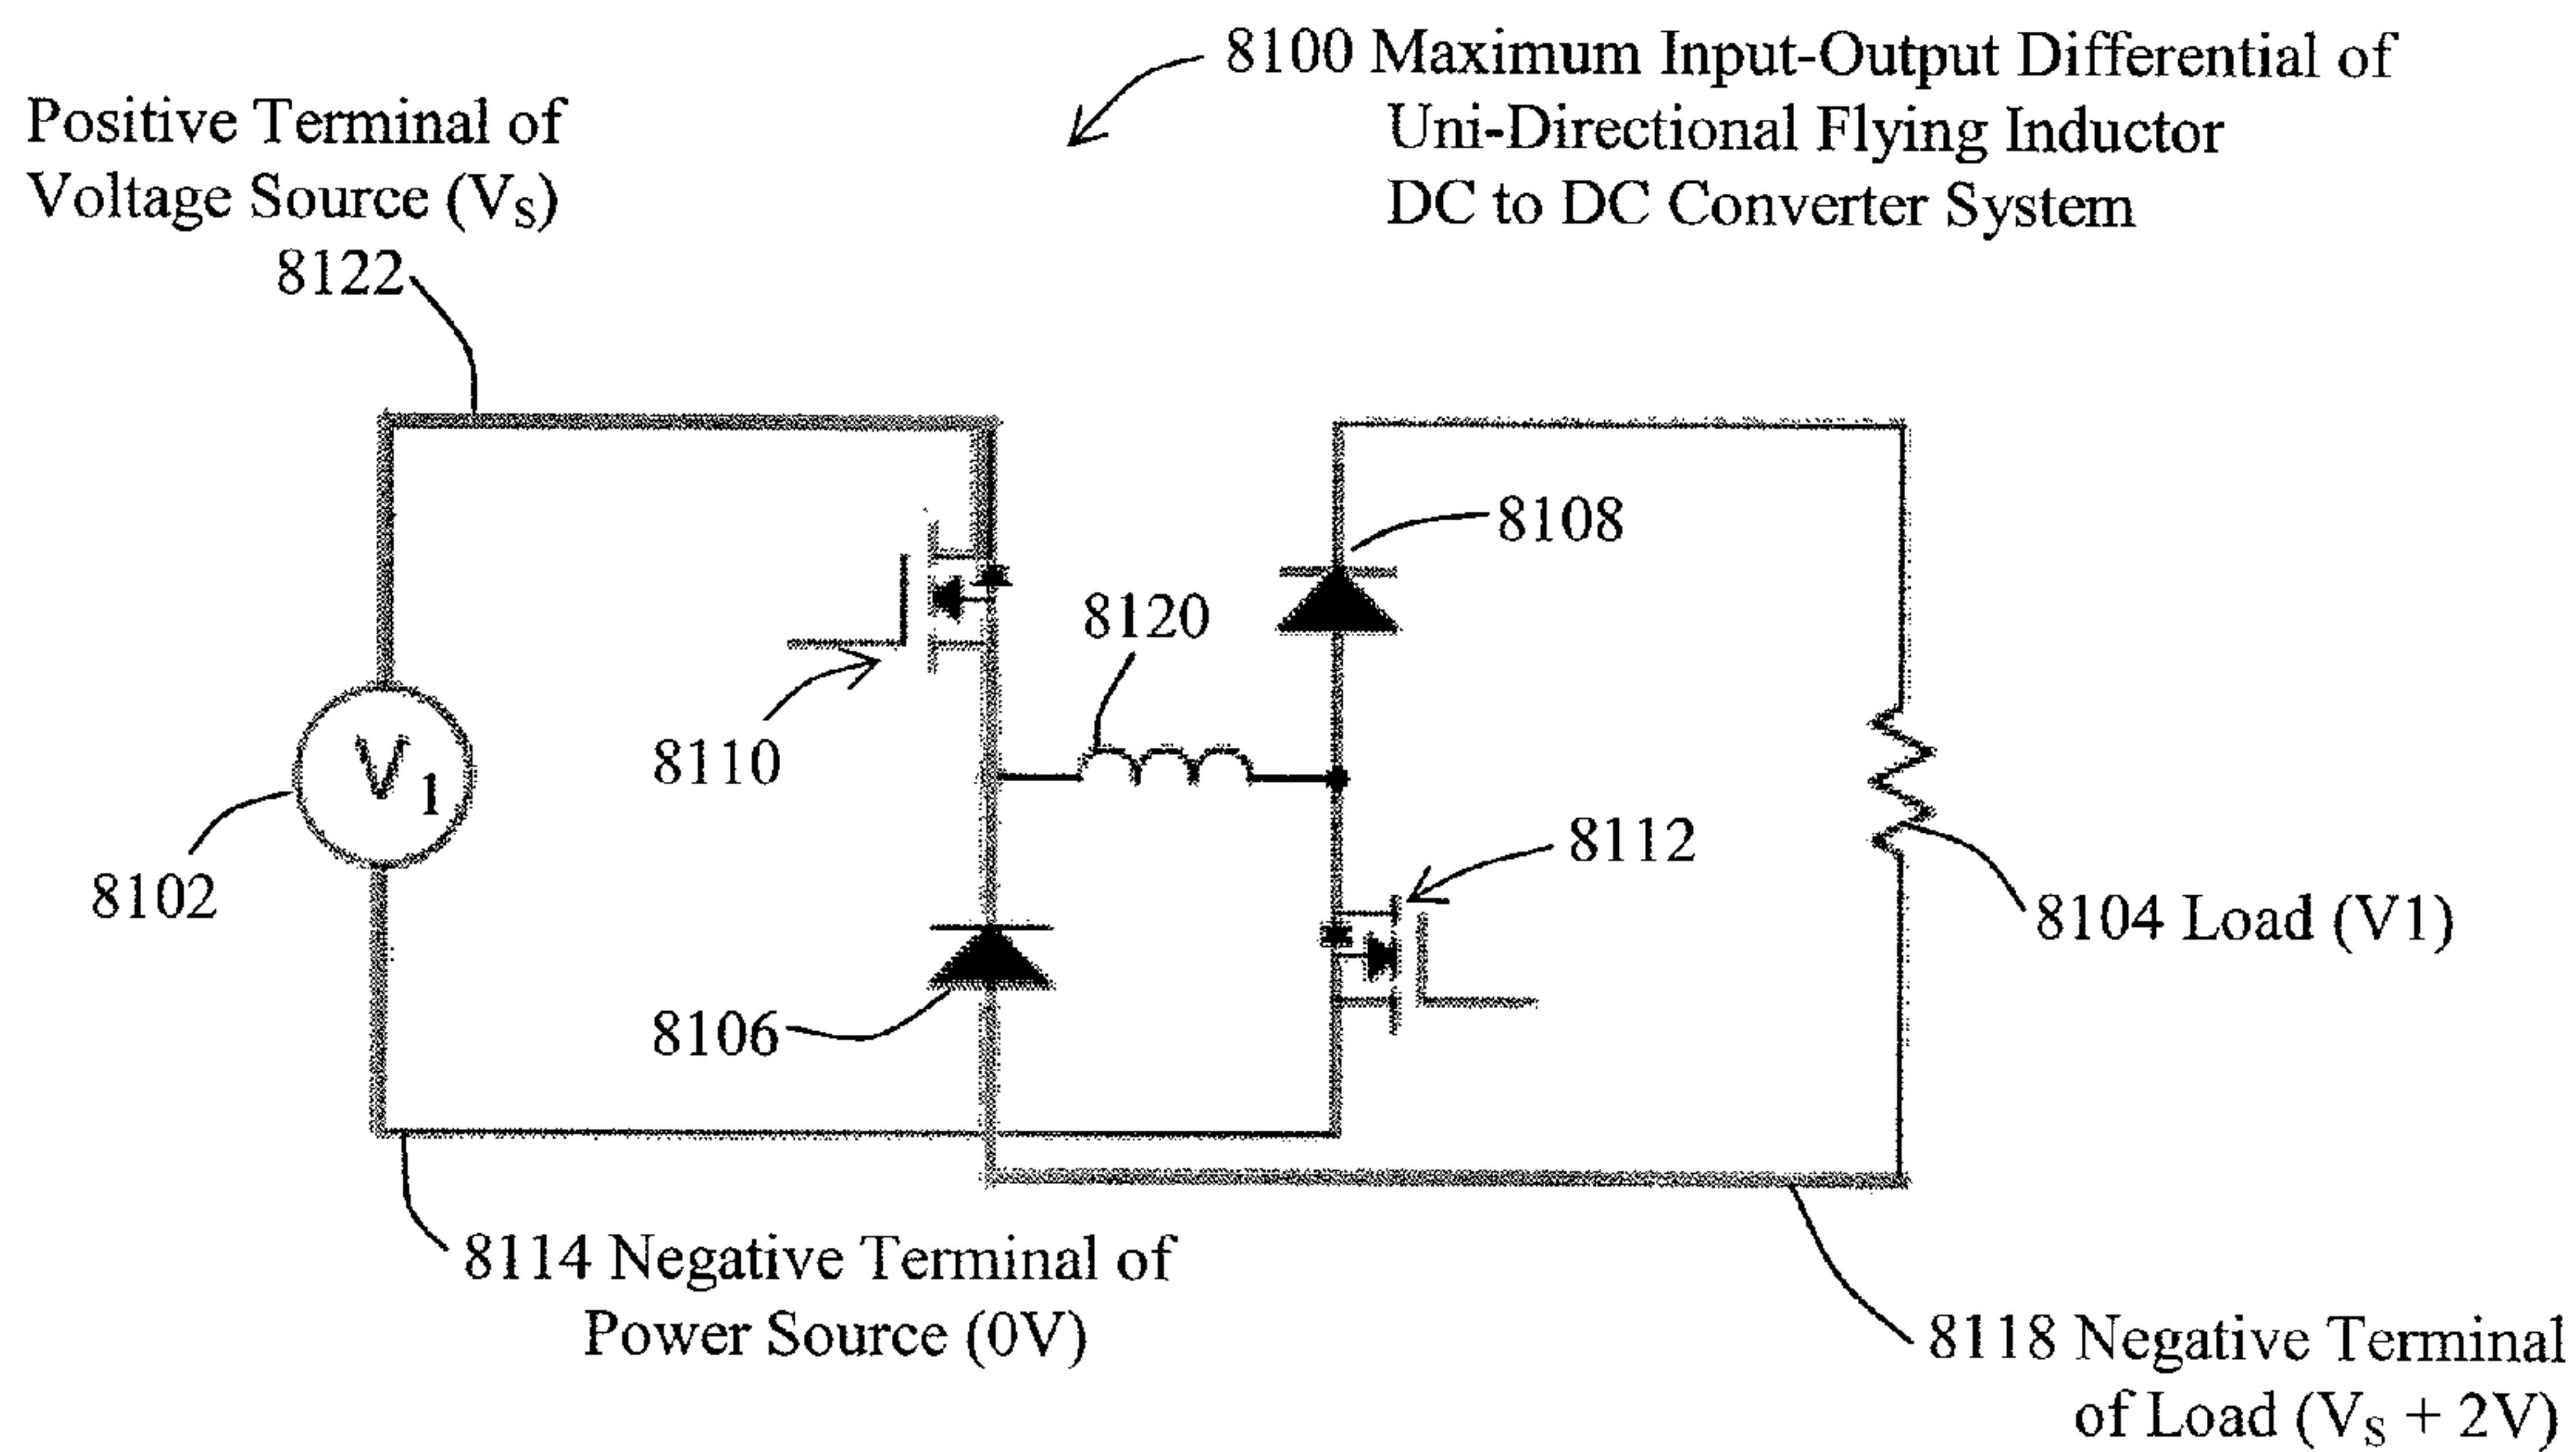 8100 Maximum Input-Output Differential of
Uni-Directional Flying Inductor
DC to DC Converter System
Positive Terminal of
Voltage Source (VS)
8122
8108
8120
8110
V1
8112
8102
8104 Load (V1)
8106
8114 Negative Terminal of
Power Source (0V)
8118 Negative Terminal
of Load (VS + 2V)